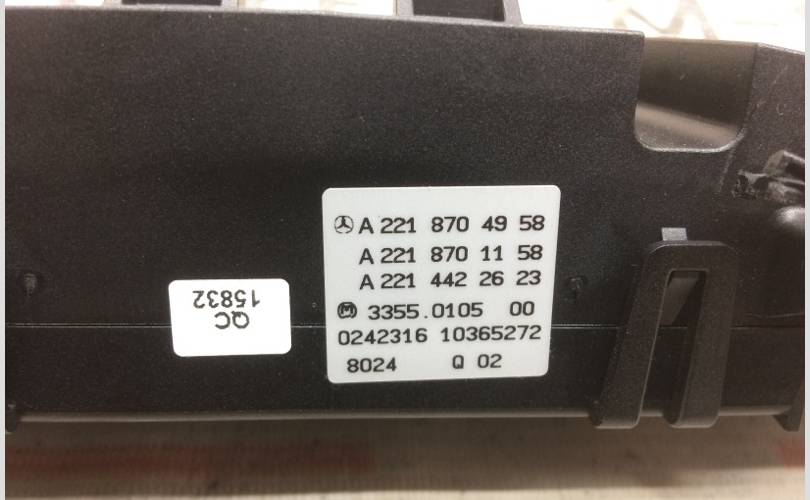 A 221 870 49 58
A 221 870 11 58
A 221 442 26 23
3355.0105 00
0242316 10365272
8024 Q 02
QC
15832